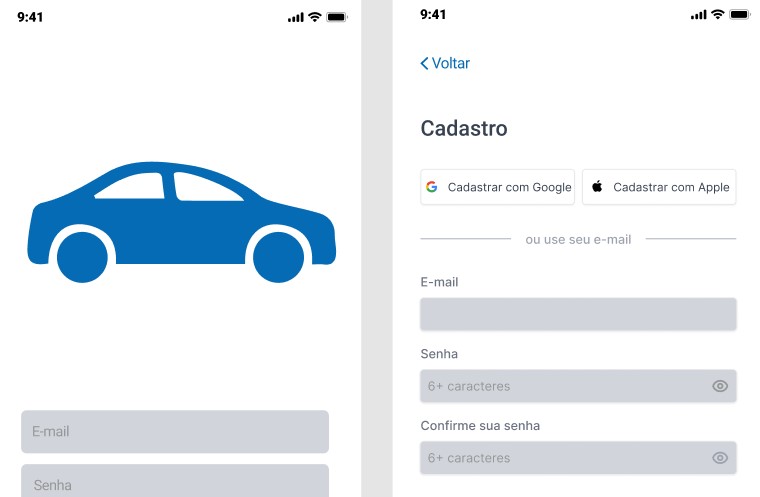 9:41
E-mail
Senha
9:41
Voltar
Cadastro
Cadastrar com Google
Cadastrar com Apple
ou use seu e-mail
E-mail
Senha
6+ caracteres
Confirme sua senha
6+ caracteres